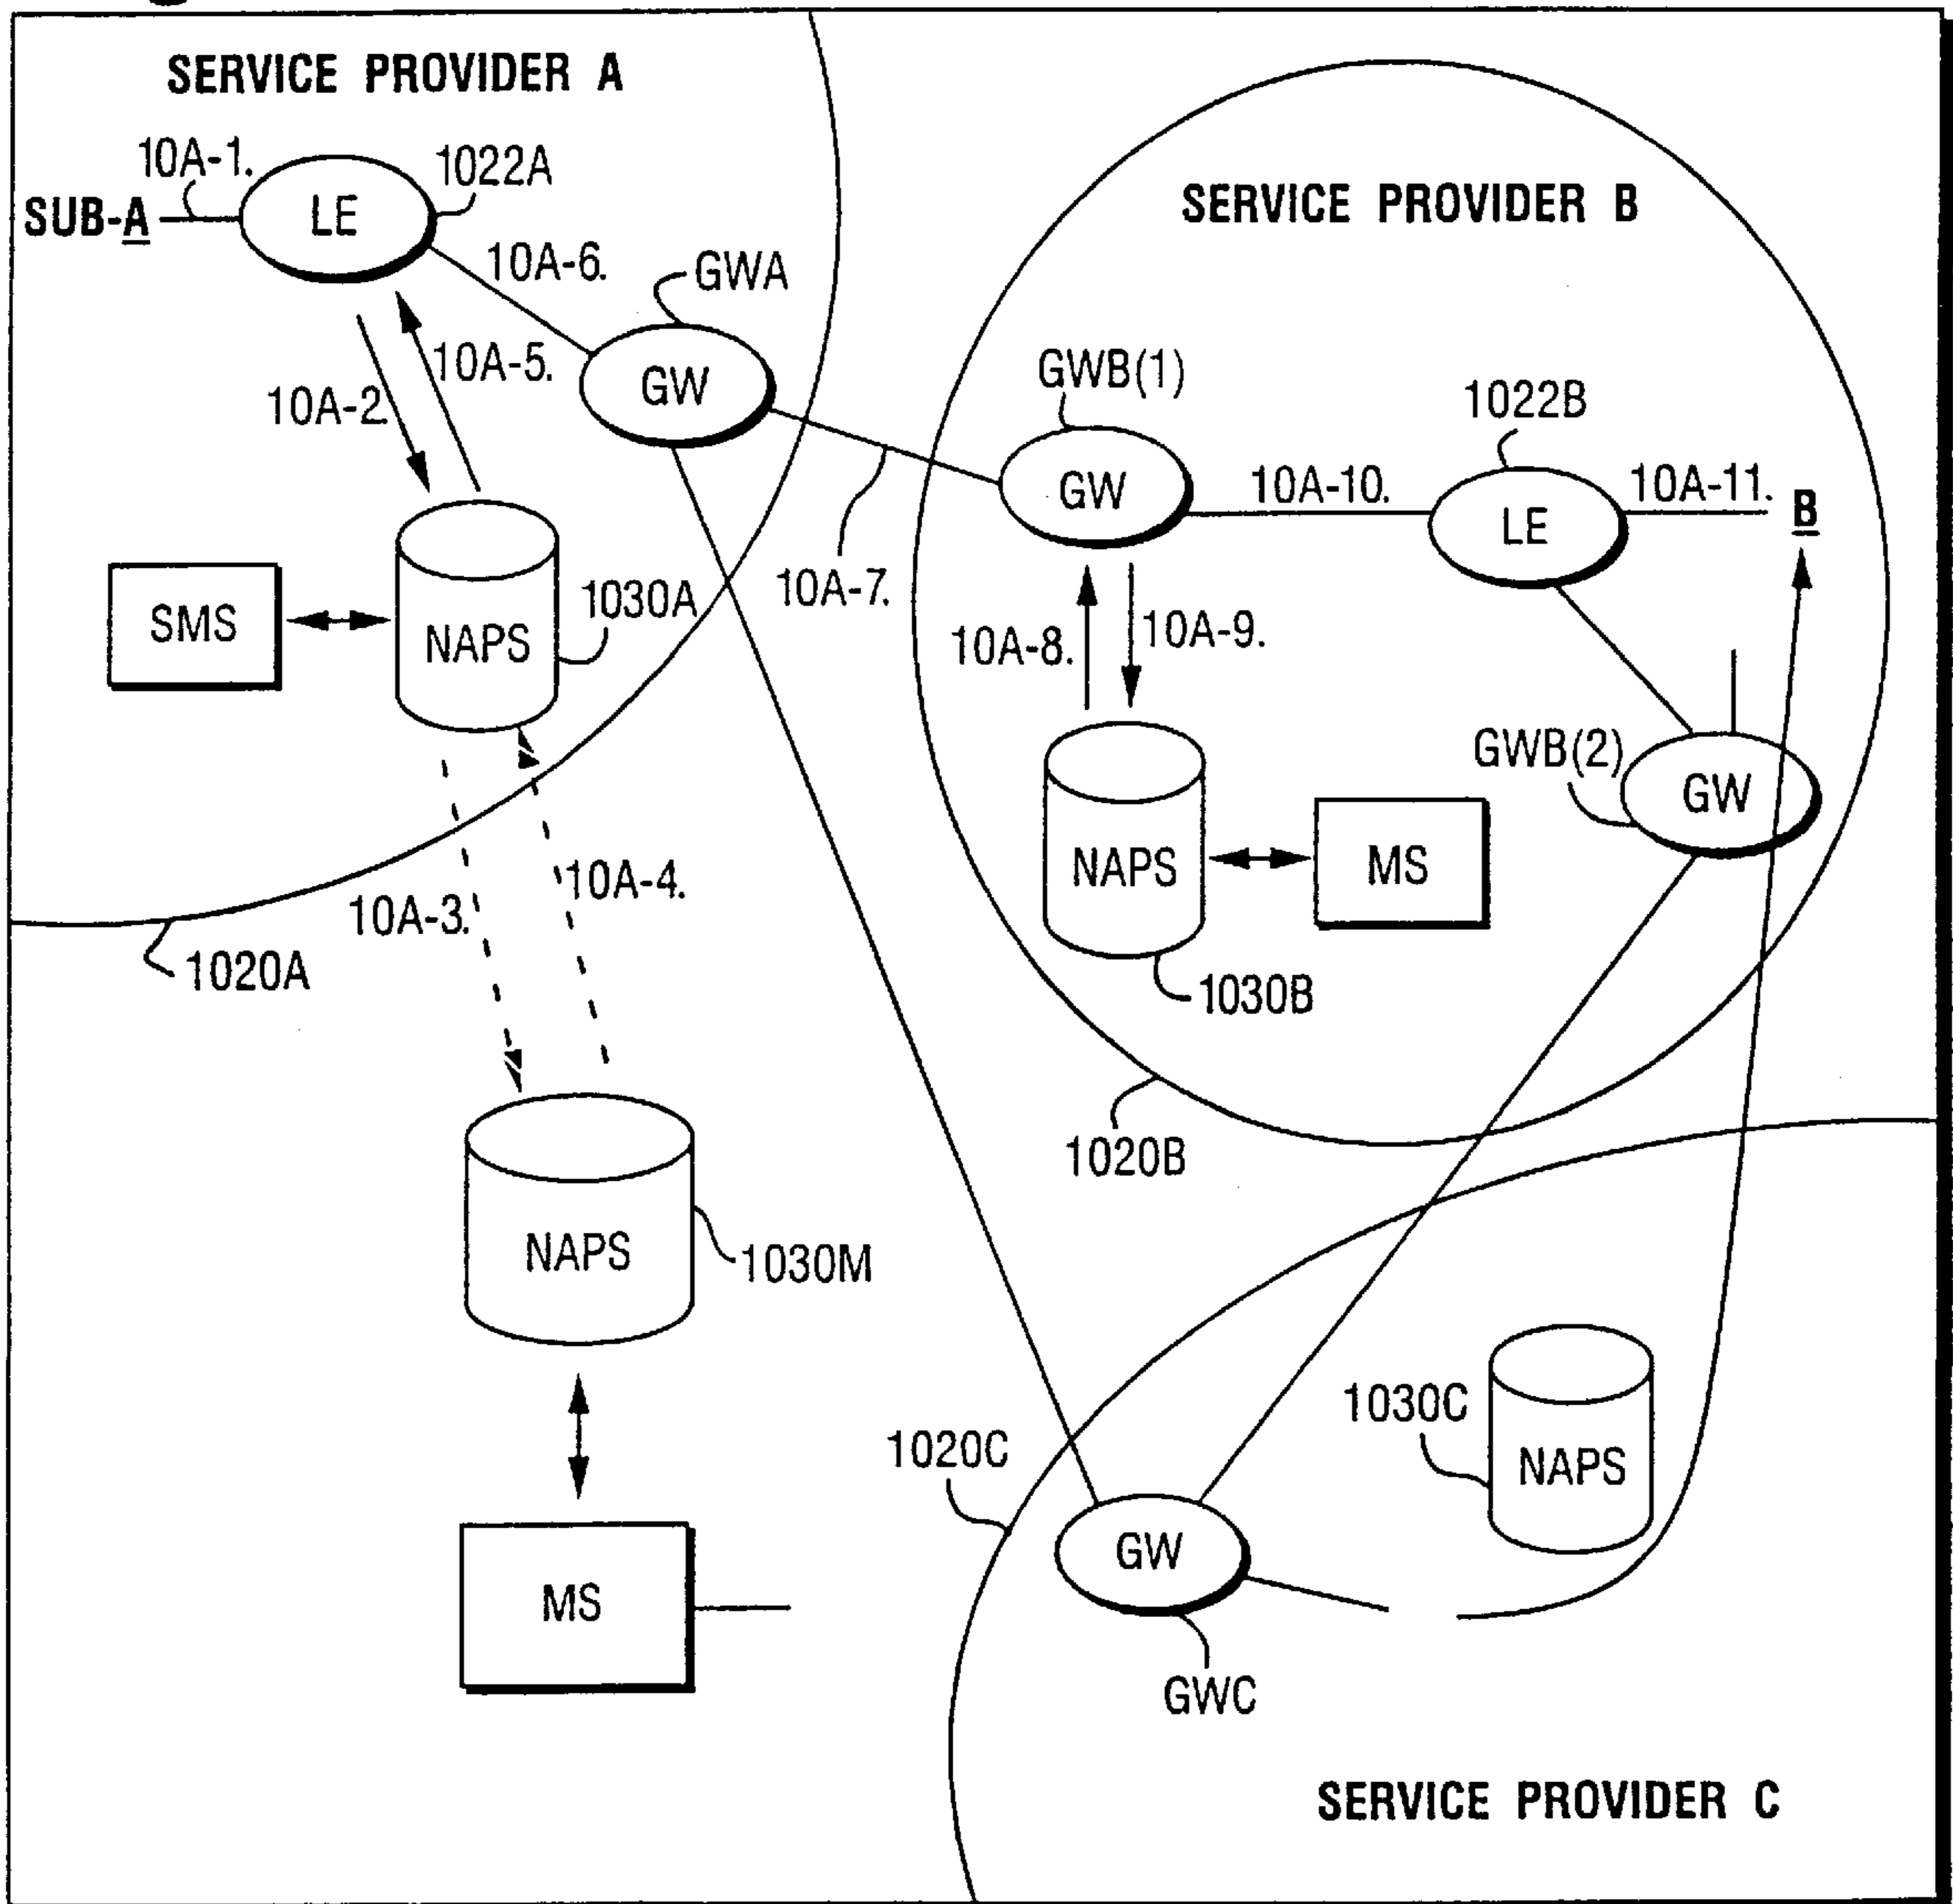 SERVICE PROVIDER A
10A-1.
1022A
SUB-A
LE
10A-6.
GWA
10A-5.
10A-2.
GW
SMS
NAPS
1030A
10A-7.
SERVICE PROVIDER B
GWB(1)
1022B
GW
10A-10.
LE
10A-11.
B
10A-8.
10A-9.
GWB(2)
GW
NAPS
MS
1030B
10A-3.
10A-4.
1020A
1020B
NAPS
1030M
MS
1020C
1030C
NAPS
GW
GWC
SERVICE PROVIDER C